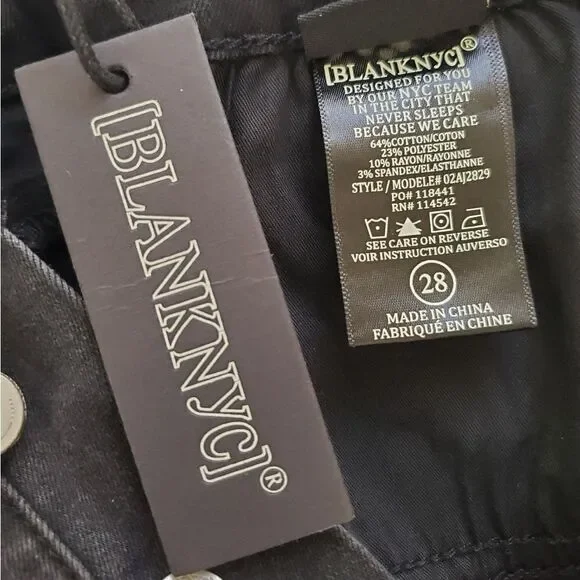 [BLANKNYC]®
[BLANKNYC]®
DESIGNED FOR YOU
BY OUR NYC TEAM
IN THE CITY THAT
NEVER SLEEPS
BECAUSE WE CARE
64%COTTON/COTON
23% POLYESTER
10% RAYON/RAYONNE
3% SPANDEX/ELASTHANNE
STYLE / MODELE# 02AJ2829
PO# 118441
RN# 114542
SEE CARE ON REVERSE
VOIR INSTRUCTION AUVERSO
28
MADE IN CHINA
FABRIQUÉ EN CHINE